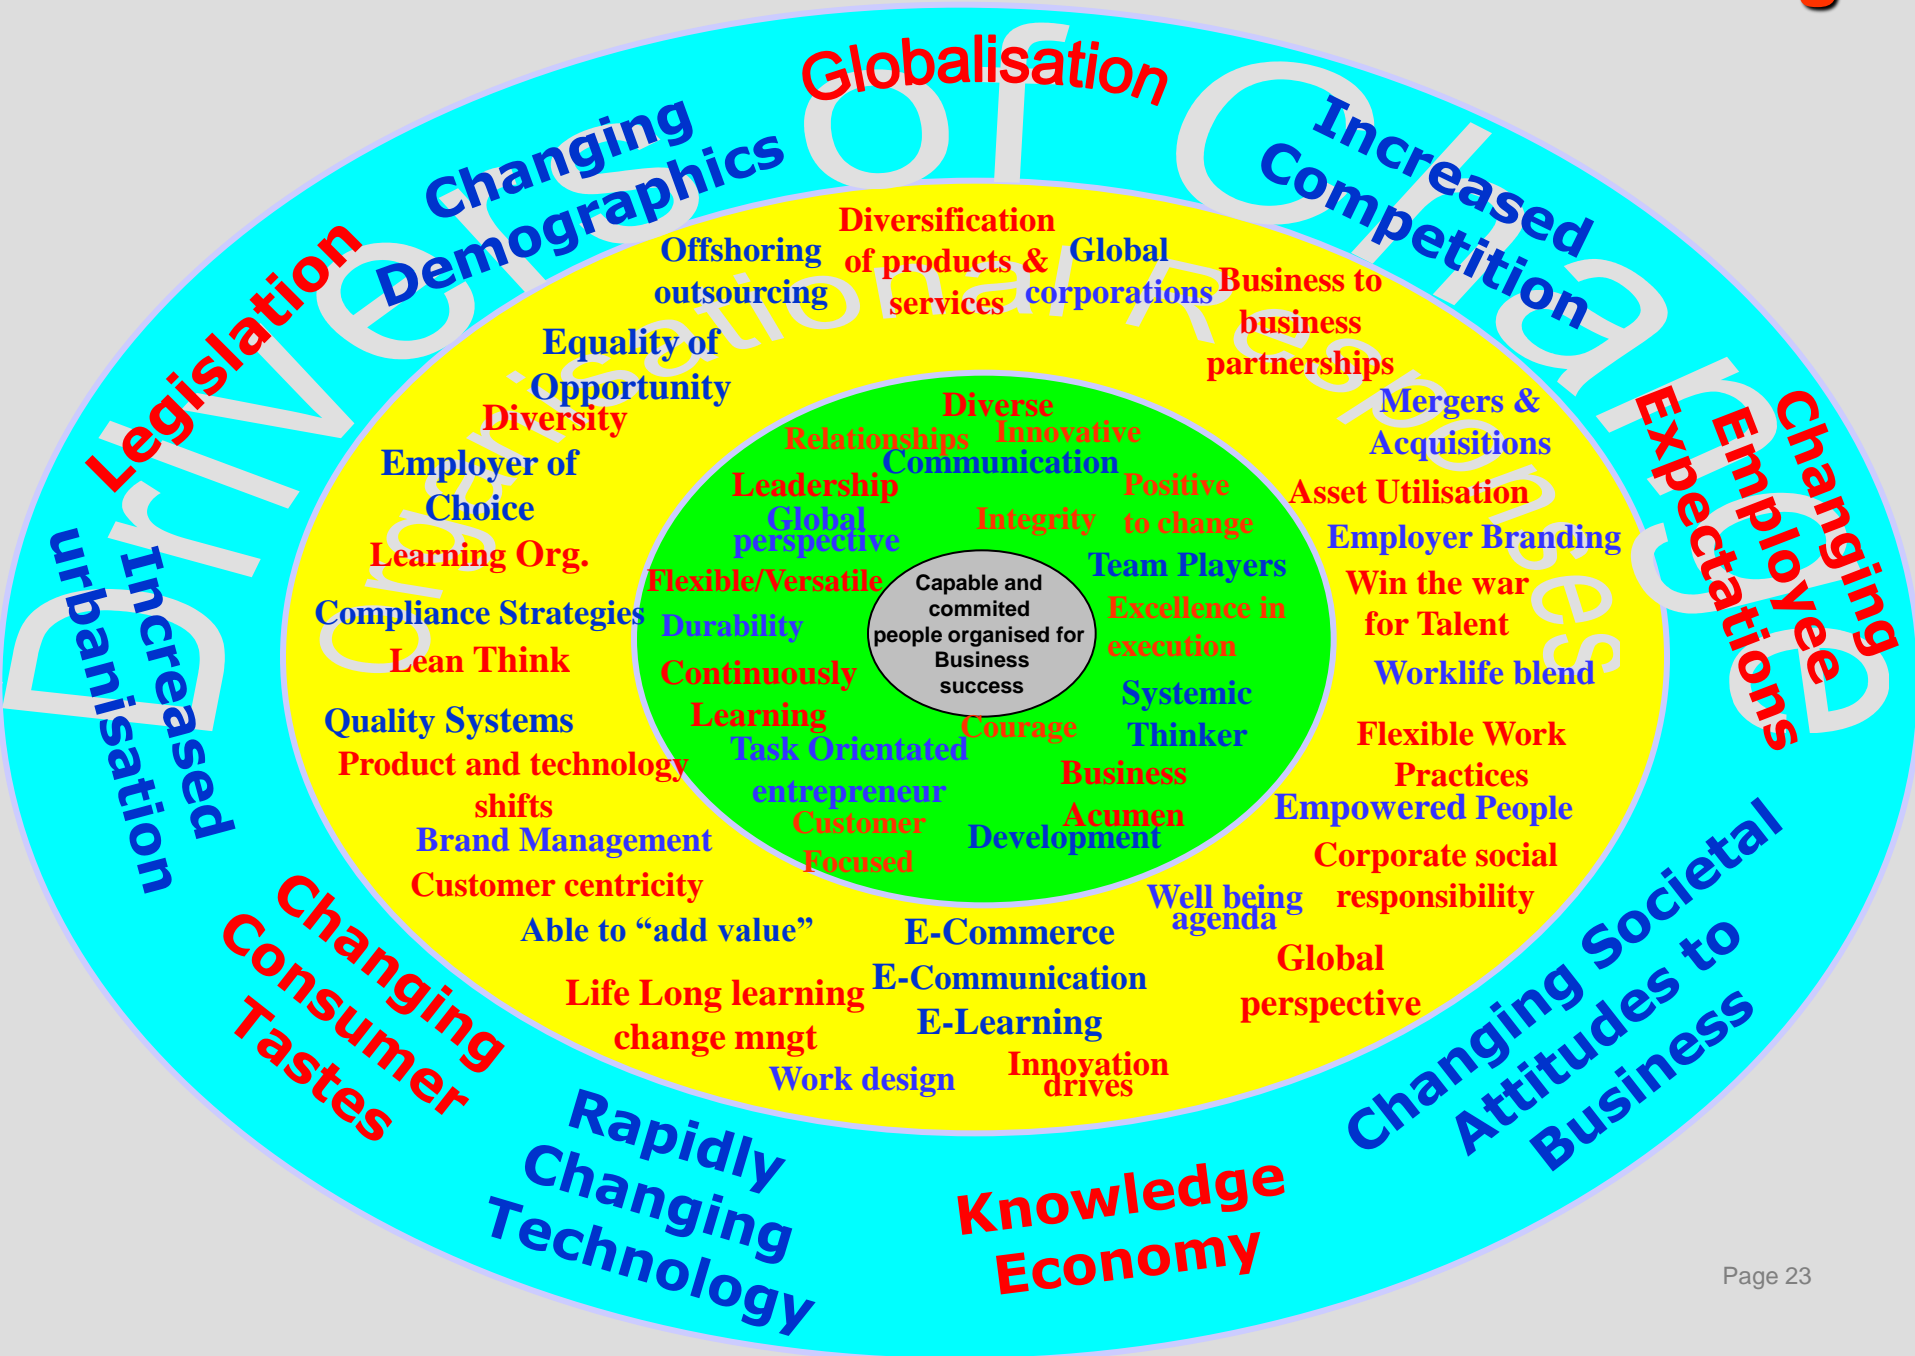 Drivers of Change
Globalisation
Increased
Competition
Changing
Employee
Expectations
Changing Societal
Attitudes to
Business
Knowledge
Economy
Rapidly
Changing
Technology
Changing
Consumer
Tastes
Increased
urbanisation
Legislation
Changing
Demographics
Organisational Responses
Offshoring
outsourcing
Diversification
of products &
services
Global
corporations
Business to
business
partnerships
Mergers &
Acquisitions
Asset Utilisation
Employer Branding
Win the war
for Talent
Worklife blend
Flexible Work
Practices
Empowered People
Corporate social
responsibility
Well being
agenda
Global
perspective
E-Commerce
E-Communication
E-Learning
Innovation
drives
Work design
Life Long learning
change mngt
Able to “add value”
Customer centricity
Brand Management
Product and technology
shifts
Quality Systems
Lean Think
Compliance Strategies
Learning Org.
Employer of
Choice
Diversity
Equality of
Opportunity
Diverse
Relationships
Innovative
Communication
Leadership
Positive
to change
Global
perspective
Integrity
Team Players
Flexible/Versatile
Excellence in
execution
Durability
Continuously
Learning
Systemic
Thinker
Courage
Task Orientated
entrepreneur
Business
Acumen
Customer
Focused
Development
Capable and
commited
people organised for
Business
success
Page 23